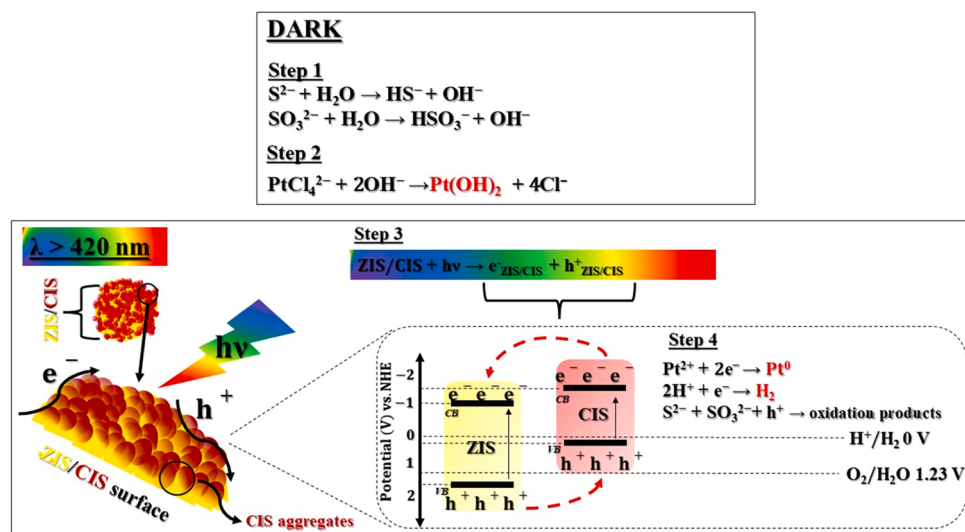 DARK
Step 1
S²⁻ + H₂O → HS⁻ + OH⁻
SO₃²⁻ + H₂O → HSO₃⁻ + OH⁻
Step 2
PtCl₄²⁻ + 2OH⁻ → Pt(OH)₂ + 4Cl⁻
λ > 420 nm
Step 3
ZIS/CIS + hν → e⁻ZIS/CIS + h⁺ZIS/CIS
ZIS/CIS
hν
e⁻
h⁺
ZIS/CIS surface
CIS aggregates
Potential (V) vs. NHE
−2
−1
0
1
2
e⁻ e⁻ e⁻
CB
ZIS
VB
h⁺ h⁺ h⁺
e⁻ e⁻ e⁻
CB
CIS
VB
h⁺ h⁺ h⁺
Step 4
Pt²⁺ + 2e⁻ → Pt⁰
2H⁺ + e⁻ → H₂
S²⁻ + SO₃²⁻ + h⁺ → oxidation products
H⁺/H₂ 0 V
O₂/H₂O 1.23 V